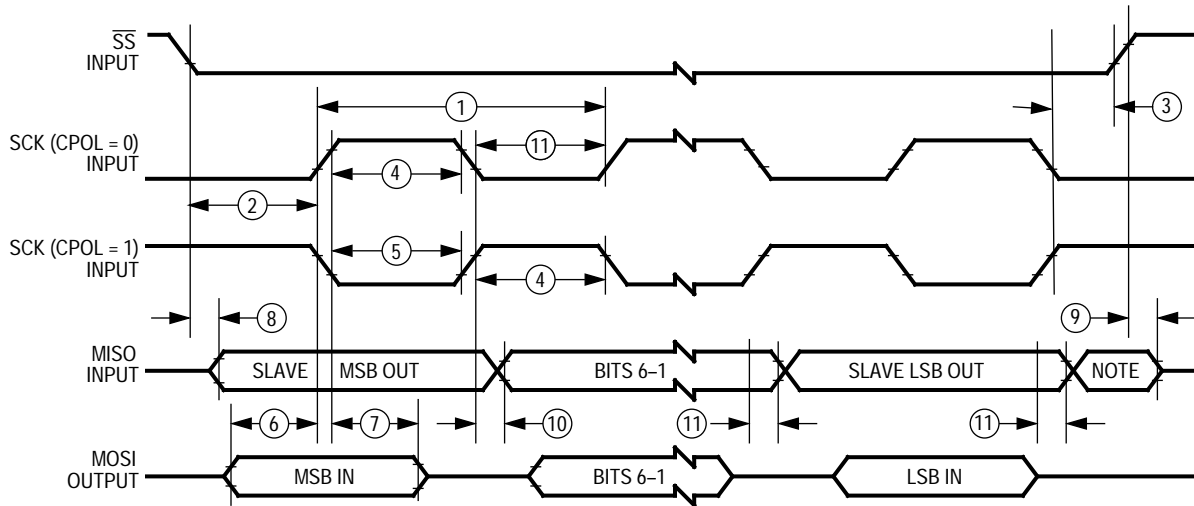 S̅S̅
INPUT
3
1
SCK (CPOL = 0)
INPUT
11
4
2
SCK (CPOL = 1)
INPUT
5
4
8
9
MISO
INPUT
SLAVE MSB OUT
BITS 6–1
SLAVE LSB OUT
NOTE
6
7
10
11
11
MOSI
OUTPUT
MSB IN
BITS 6–1
LSB IN